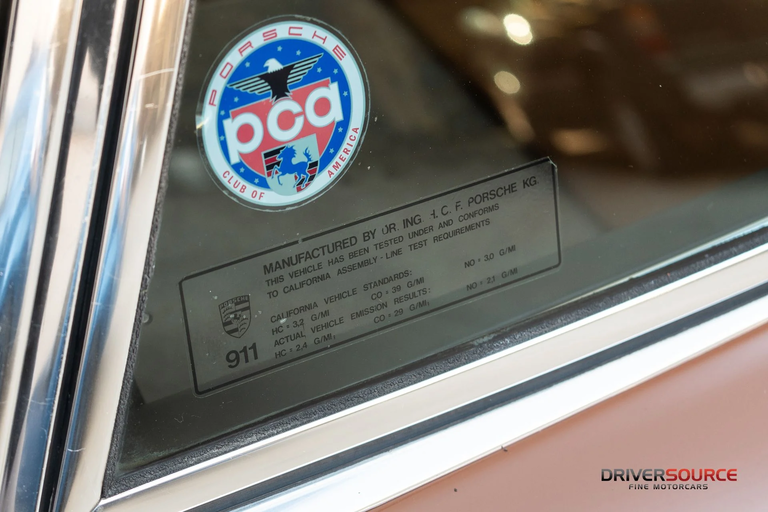 PORSCHE
pca
CLUB OF AMERICA
MANUFACTURED BY DR. ING. H. C. F. PORSCHE KG
THIS VEHICLE HAS BEEN TESTED UNDER AND CONFORMS
TO CALIFORNIA ASSEMBLY - LINE TEST REQUIREMENTS
CALIFORNIA VEHICLE STANDARDS:
HC = 3,2 G/MI CO = 39 G/MI NO = 3,0 G/MI
ACTUAL VEHICLE EMISSION RESULTS:
HC = 2,4 G/MI, CO = 29 G/MI, NO = 2,1 G/MI
911
DRIVERSOURCE
FINE MOTORCARS